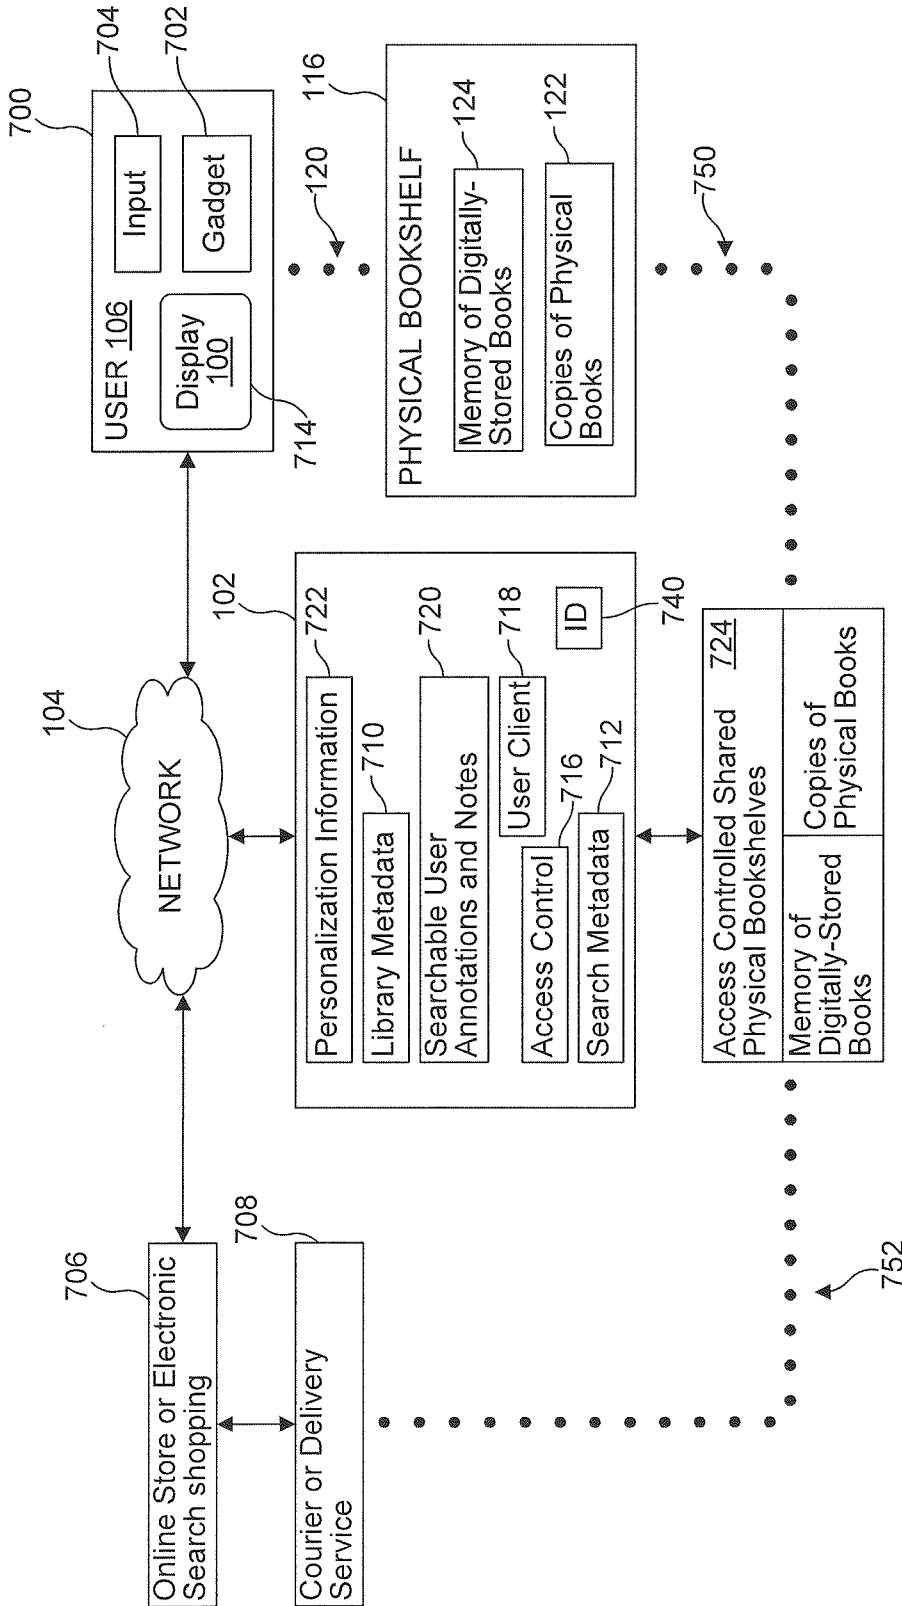 706
Online Store or Electronic
Search shopping
708
Courier or Delivery
Service
752
104
NETWORK
102
722
Personalization Information
710
Library Metadata
720
Searchable User
Annotations and Notes
718
User Client
716
Access Control
712
Search Metadata
ID
740
Access Controlled Shared 724
Physical Bookshelves
Memory of
Digitally-Stored
Books
Copies of
Physical Books
700
USER 106
704
Input
702
Gadget
Display
100
714
120
116
PHYSICAL BOOKSHELF
124
Memory of Digitally-
Stored Books
122
Copies of Physical
Books
750